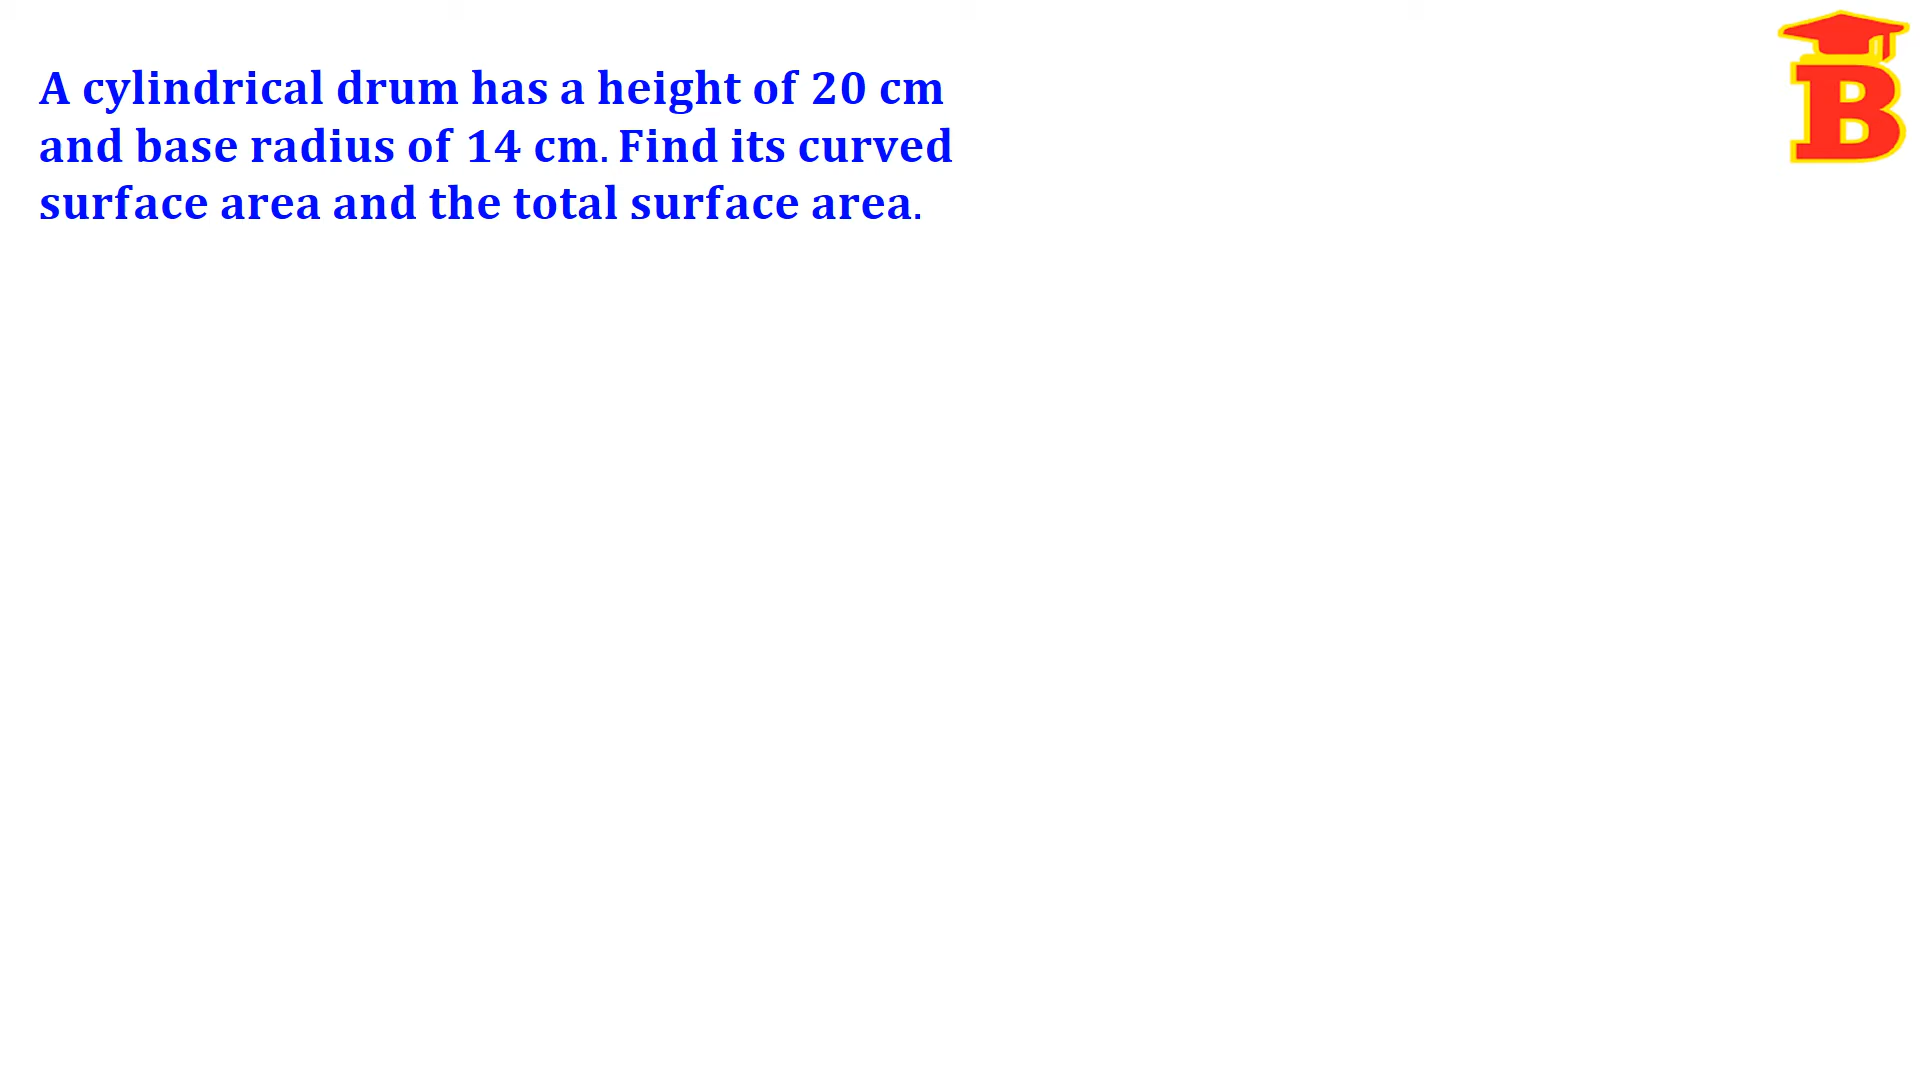 A cylindrical drum has a height of 20 cm
and base radius of 14 cm. Find its curved
surface area and the total surface area.
B